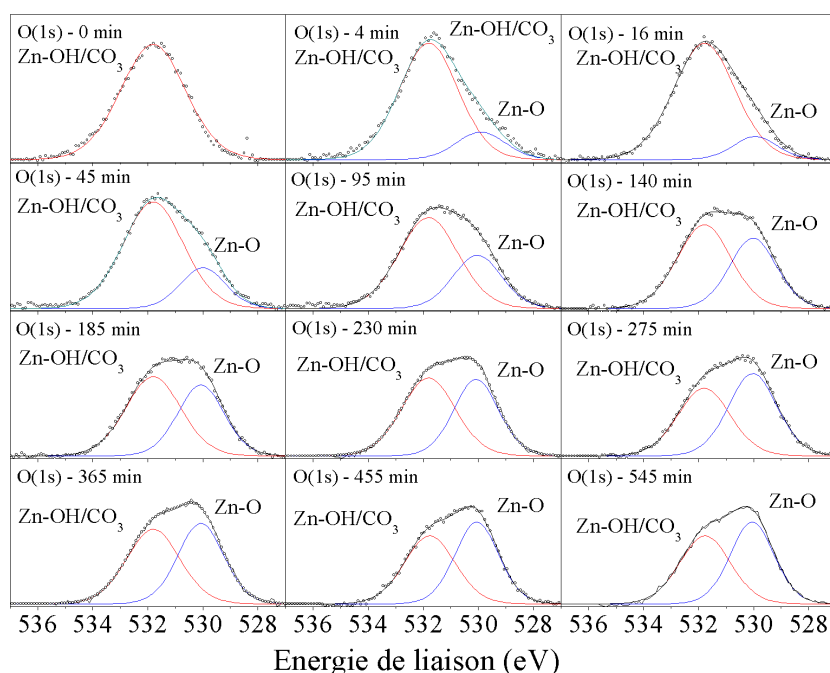 O(1s) - 0 min
Zn-OH/CO3
O(1s) - 4 min
Zn-OH/CO3
Zn-OH/CO3
Zn-O
O(1s) - 16 min
Zn-OH/CO3
Zn-O
O(1s) - 45 min
Zn-OH/CO3
Zn-O
O(1s) - 95 min
Zn-OH/CO3
Zn-O
O(1s) - 140 min
Zn-OH/CO3
Zn-O
O(1s) - 185 min
Zn-OH/CO3
Zn-O
O(1s) - 230 min
Zn-OH/CO3
Zn-O
O(1s) - 275 min
Zn-OH/CO3
Zn-O
O(1s) - 365 min
Zn-OH/CO3
Zn-O
O(1s) - 455 min
Zn-OH/CO3
Zn-O
O(1s) - 545 min
Zn-OH/CO3
Zn-O
536 534 532 530 528 536 534 532 530 528 536 534 532 530 528
Energie de liaison (eV)